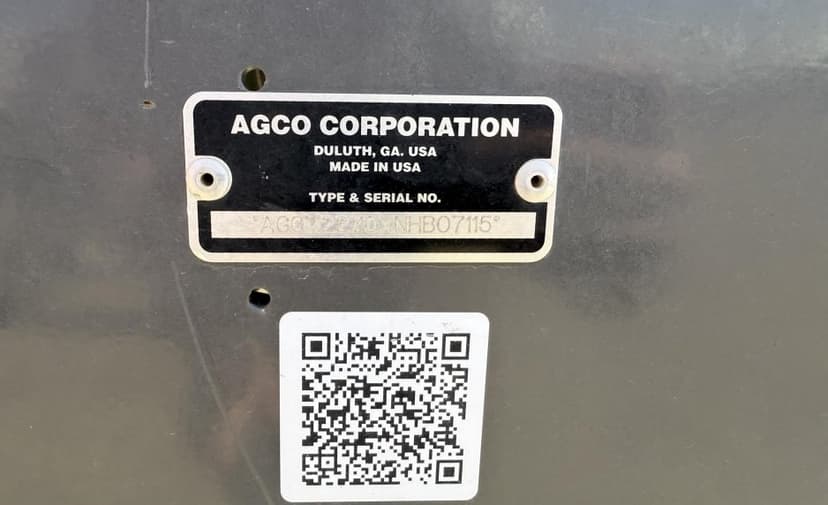 AGCO CORPORATION
DULUTH, GA. USA
MADE IN USA
TYPE & SERIAL NO.
NHB07115*